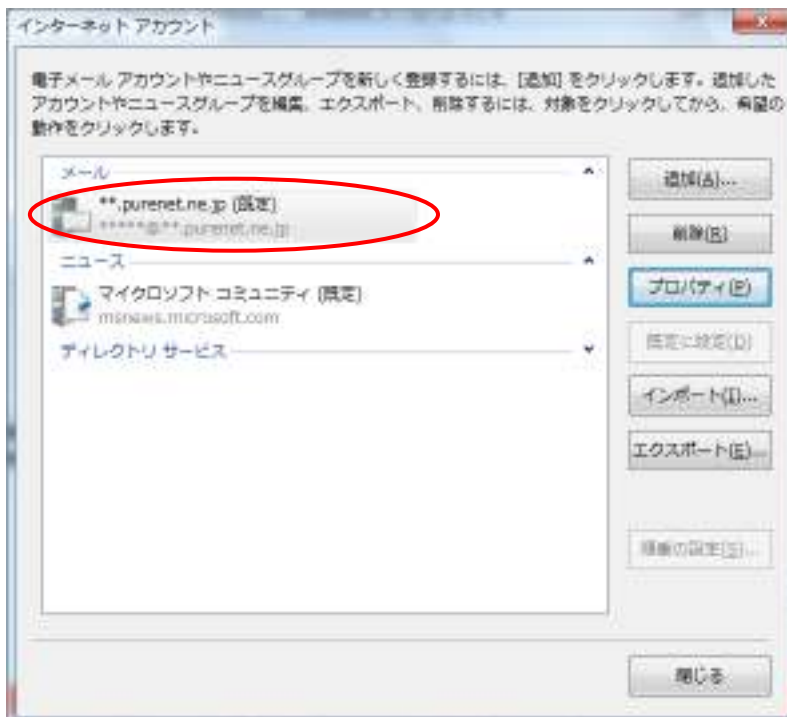 インターネット アカウント
電子メール アカウントやニュースグループを新しく登録するには、[追加] をクリックします。追加した
アカウントやニュースグループを編集、エクスポート、削除するには、対象をクリックしてから、希望の
動作をクリックします。
メール
**.purenet.ne.jp (既定)
*****@**.purenet.ne.jp
ニュース
マイクロソフト コミュニティ (既定)
msnews.microsoft.com
ディレクトリ サービス
追加(A)...
削除(R)
プロパティ(P)
既定に設定(D)
インポート(I)...
エクスポート(E)...
順番の設定(S)...
閉じる